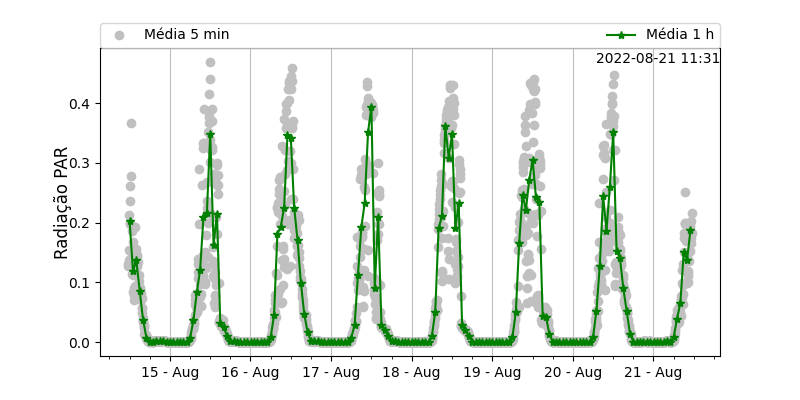 Média 5 min
Média 1 h
2022-08-21 11:31
Radiação PAR
0.4
0.3
0.2
0.1
0.0
15 - Aug
16 - Aug
17 - Aug
18 - Aug
19 - Aug
20 - Aug
21 - Aug